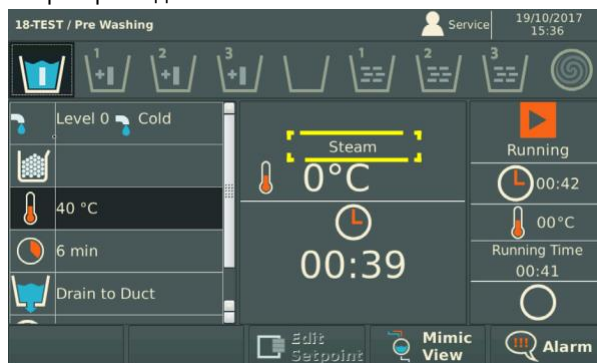 18-TEST / Pre Washing
Service
19/10/2017
15:36
1
2
3
1
2
3
Level 0 Cold
40 °C
6 min
Drain to Duct
Steam
0°C
00:39
Running
00:42
00°C
Running Time
00:41
Edit
Setpoint
Mimic
View
!!!
Alarm